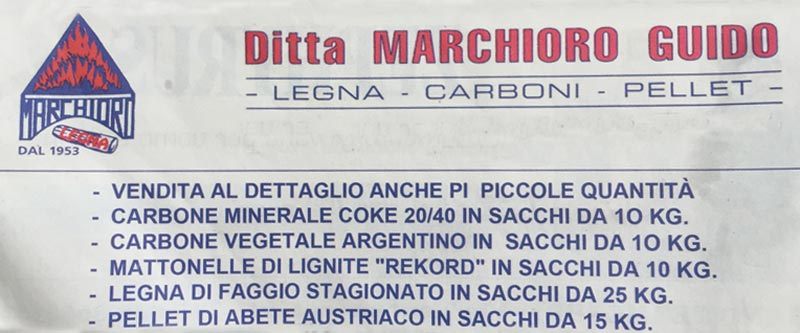 Ditta MARCHIORO GUIDO
- LEGNA - CARBONI - PELLET -
MARCHIORI
LEGNA
DAL 1953
- VENDITA AL DETTAGLIO ANCHE PI PICCOLE QUANTITÀ
- CARBONE MINERALE COKE 20/40 IN SACCHI DA 10 KG.
- CARBONE VEGETALE ARGENTINO IN SACCHI DA 10 KG.
- MATTONELLE DI LIGNITE "REKORD" IN SACCHI DA 10 KG.
- LEGNA DI FAGGIO STAGIONATO IN SACCHI DA 25 KG.
- PELLET DI ABETE AUSTRIACO IN SACCHI DA 15 KG.